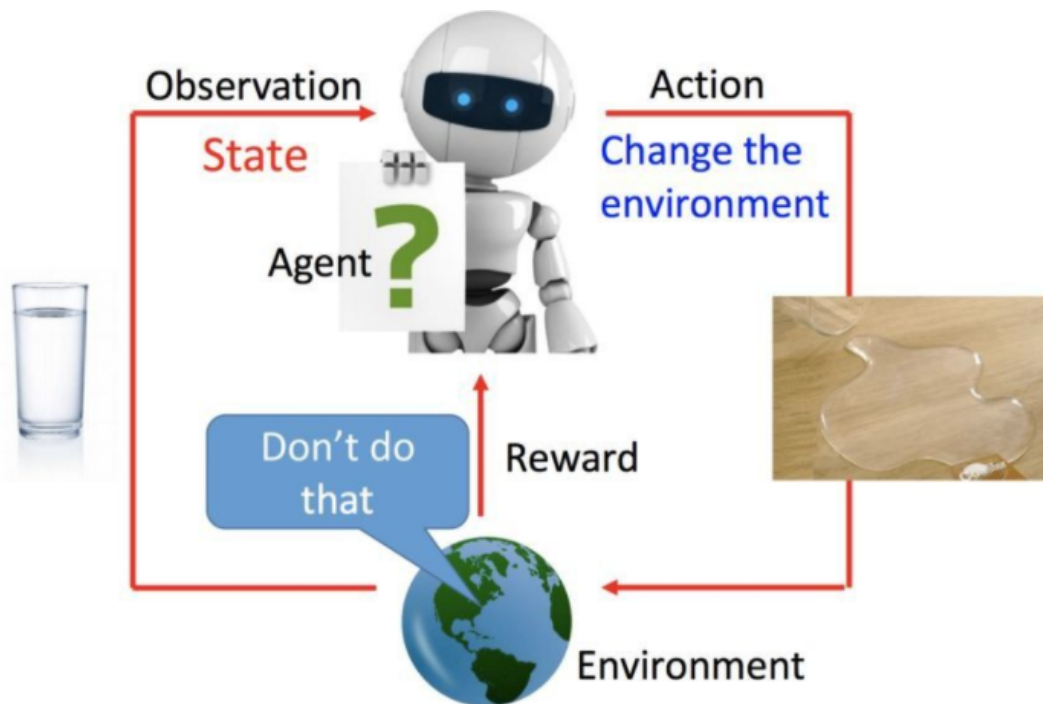 Observation
Action
State
Change the
environment
Agent
?
Don't do
that
Reward
Environment